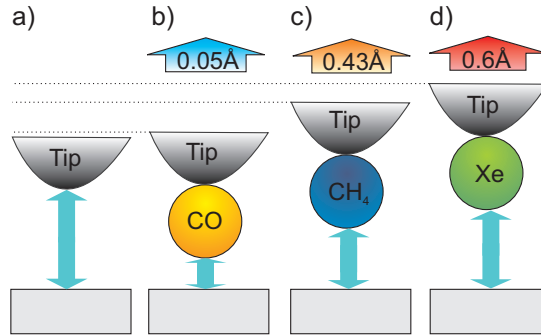 a) b) c) d)
0.05Å 0.43Å 0.6Å
Tip Tip Tip Tip
CO CH₄ Xe